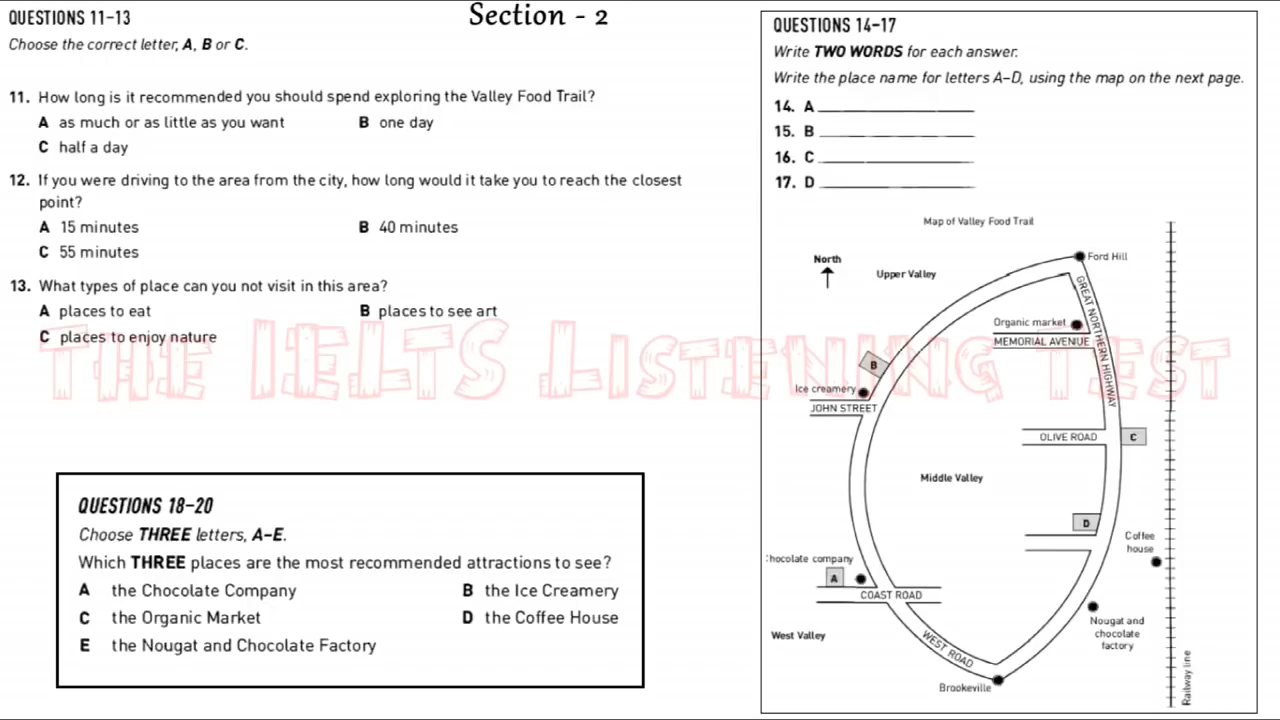 Section - 2
QUESTIONS 11–13
Choose the correct letter, A, B or C.
11. How long is it recommended you should spend exploring the Valley Food Trail?
A as much or as little as you want
B one day
C half a day
12. If you were driving to the area from the city, how long would it take you to reach the closest
point?
A 15 minutes
B 40 minutes
C 55 minutes
13. What types of place can you not visit in this area?
A places to eat
B places to see art
C places to enjoy nature
THE IELTS LISTENING TEST
QUESTIONS 18–20
Choose THREE letters, A–E.
Which THREE places are the most recommended attractions to see?
A the Chocolate Company
B the Ice Creamery
C the Organic Market
D the Coffee House
E the Nougat and Chocolate Factory
QUESTIONS 14–17
Write TWO WORDS for each answer.
Write the place name for letters A–D, using the map on the next page.
14. A
15. B
16. C
17. D
Map of Valley Food Trail
North
Upper Valley
Ford Hill
GREAT NORTHERN HIGHWAY
Organic market
MEMORIAL AVENUE
B
Ice creamery
JOHN STREET
OLIVE ROAD
C
Middle Valley
D
Coffee
house
hocolate company
A
COAST ROAD
Nougat and
chocolate
factory
West Valley
WEST ROAD
Brookeville
Railway line